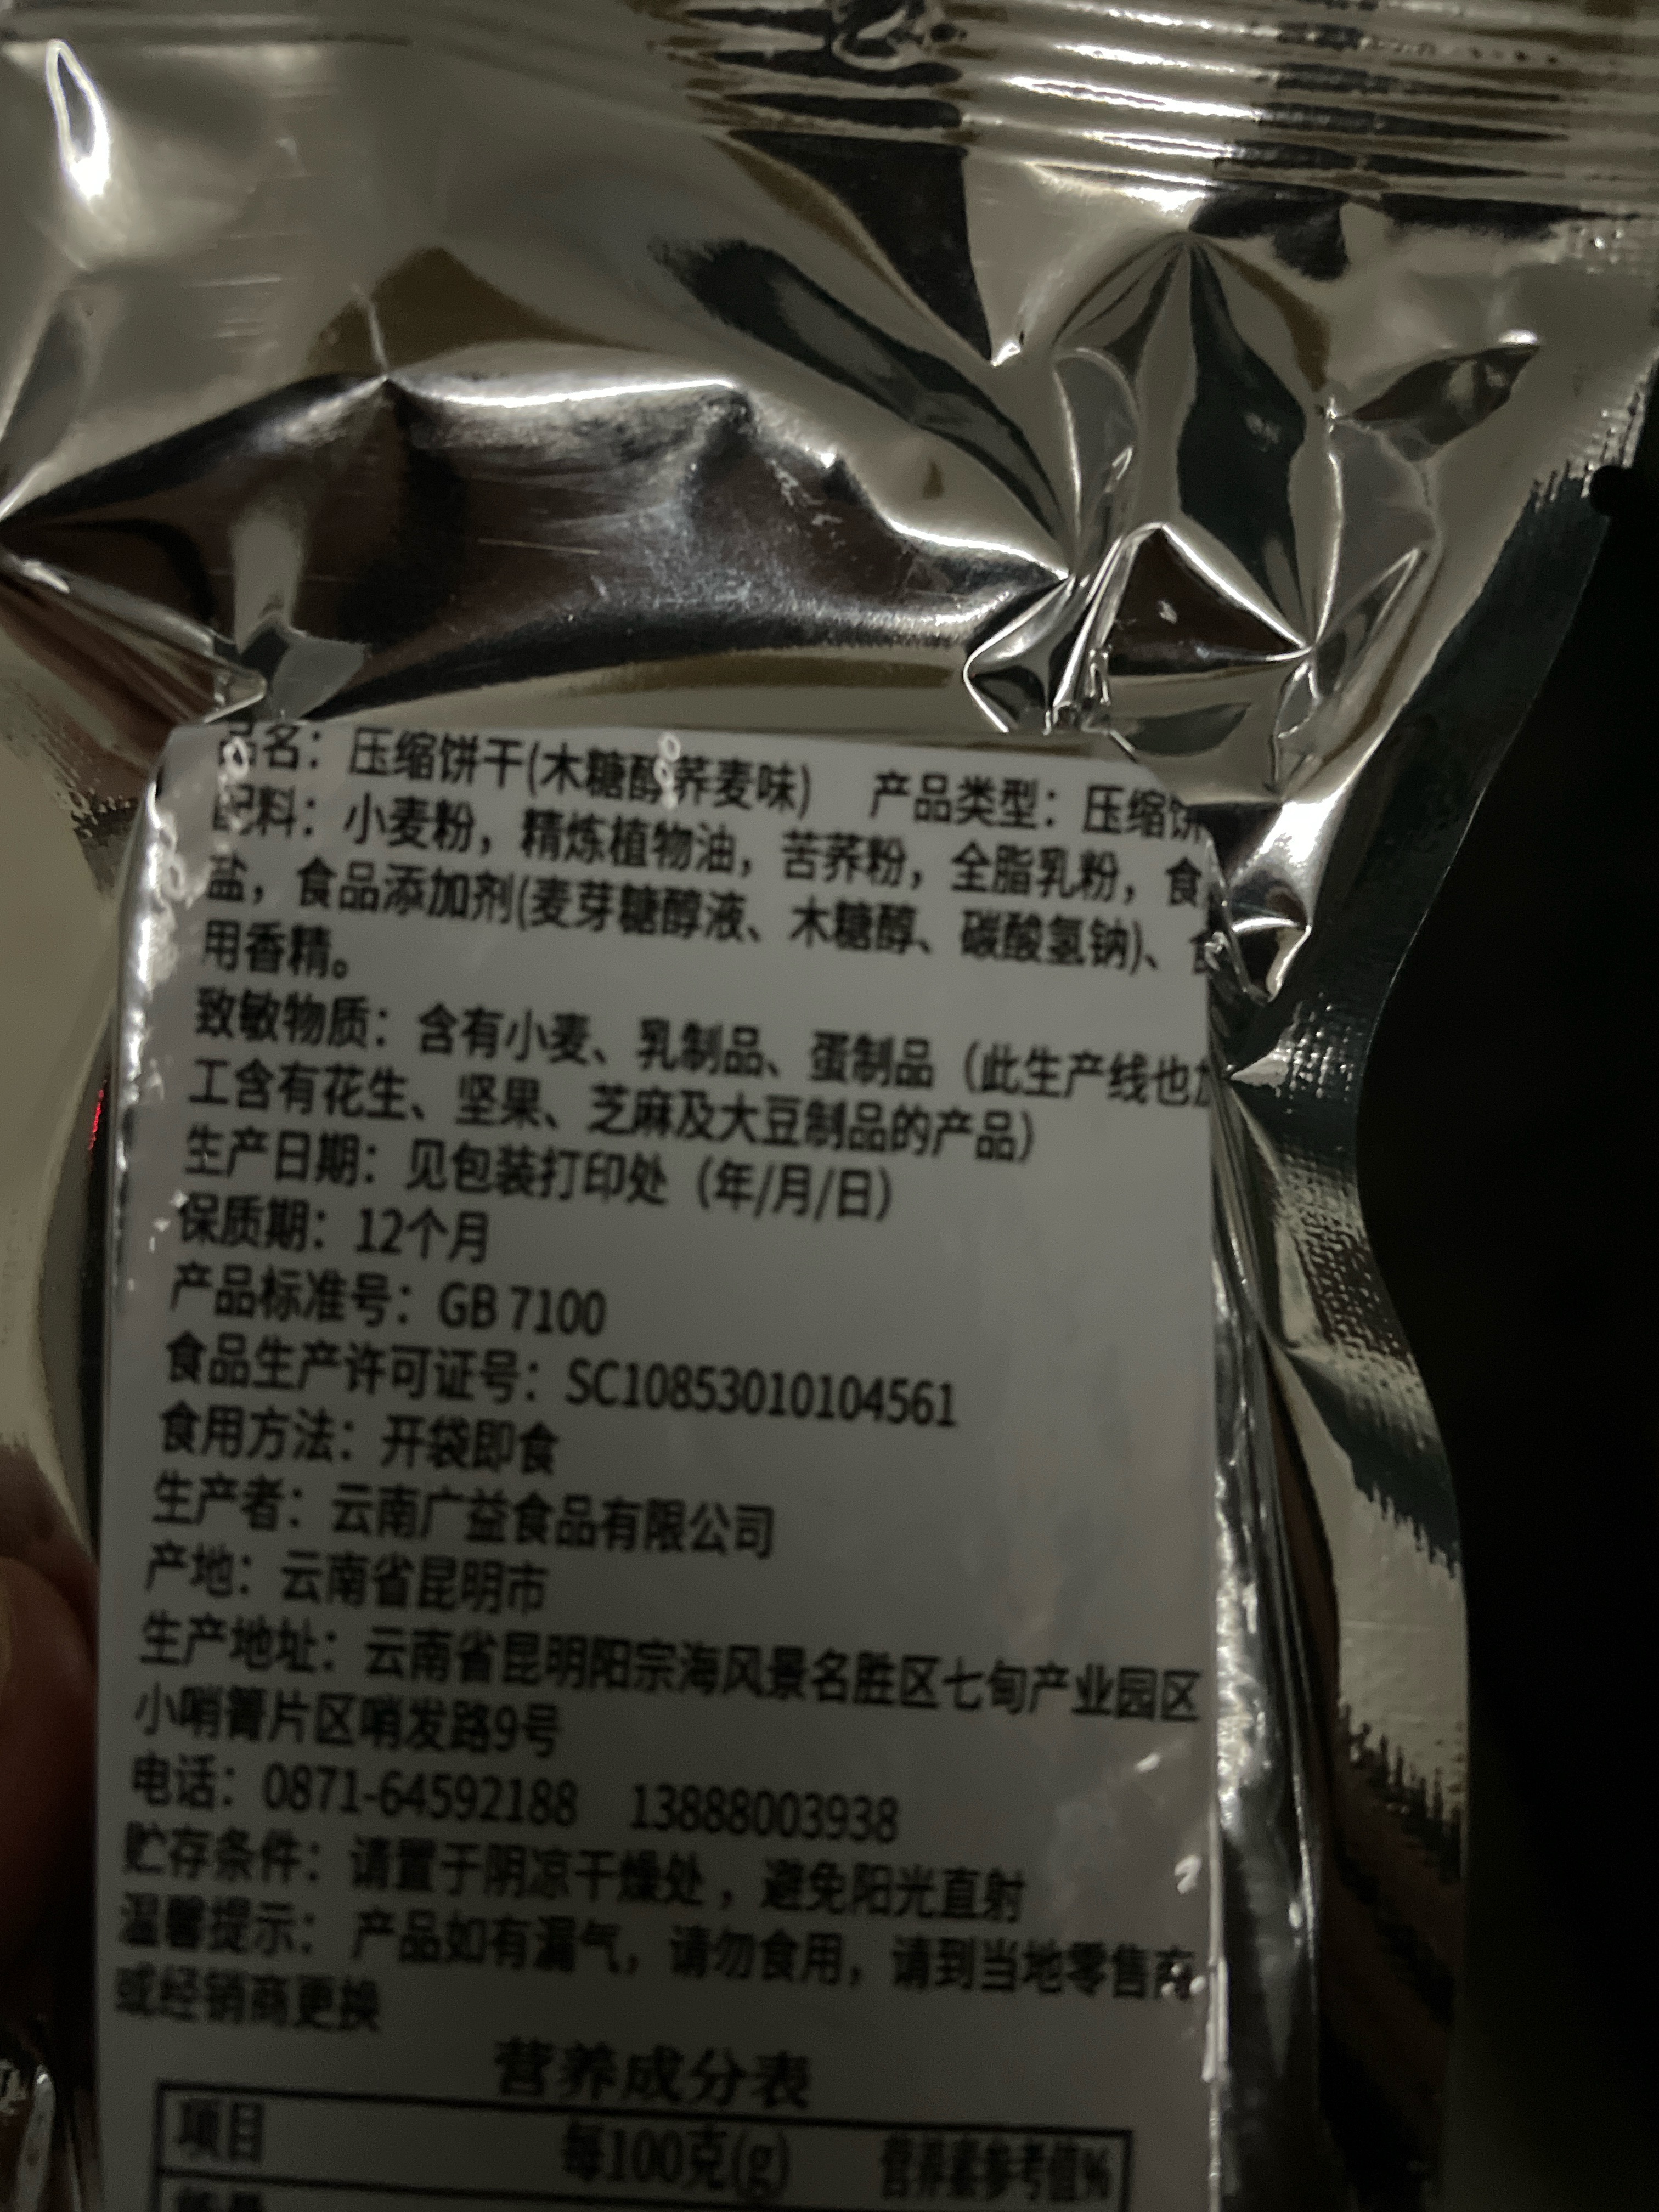 品名：压缩饼干(木糖醇荞麦味) 产品类型：压缩饼
配料：小麦粉，精炼植物油，苦荞粉，全脂乳粉，食
盐，食品添加剂(麦芽糖醇液、木糖醇、碳酸氢钠)、食
用香精。
致敏物质：含有小麦、乳制品、蛋制品（此生产线也加
工含有花生、坚果、芝麻及大豆制品的产品）
生产日期：见包装打印处（年/月/日）
保质期：12个月
产品标准号：GB 7100
食品生产许可证号：SC10853010104561
食用方法：开袋即食
生产者：云南广益食品有限公司
产地：云南省昆明市
生产地址：云南省昆明阳宗海风景名胜区七甸产业园区
小哨箐片区哨发路9号
电话：0871-64592188 13888003938
贮存条件：请置于阴凉干燥处，避免阳光直射
温馨提示：产品如有漏气，请勿食用，请到当地零售商
或经销商更换
营养成分表
项目 每100克(g) 营养素参考值%